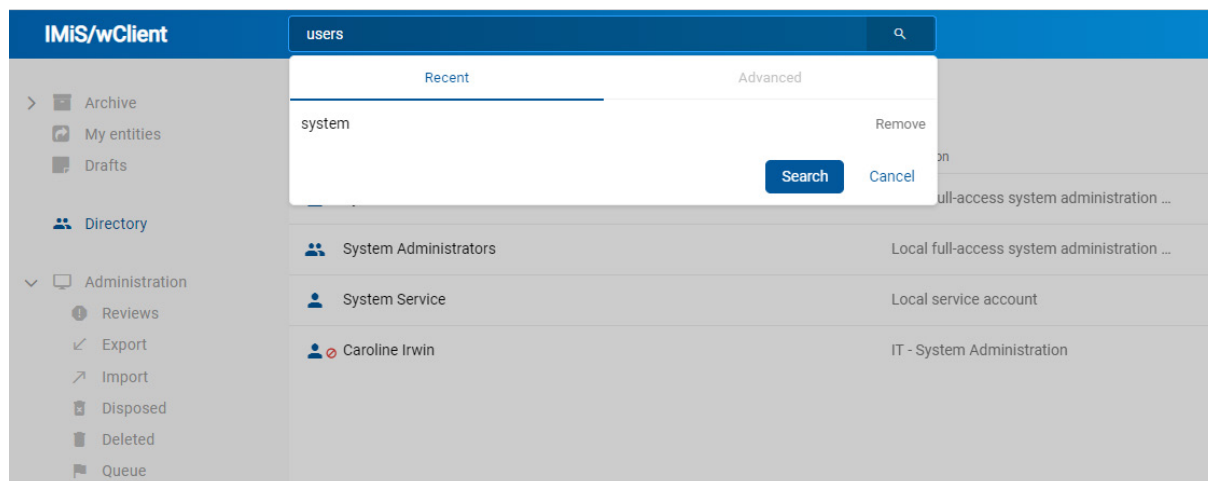 IMiS/wClient
users
Recent
Advanced
system
Remove
Search
Cancel
Archive
My entities
Drafts
Directory
Administration
Reviews
Export
Import
Disposed
Deleted
Queue
full-access system administration ...
System Administrators
Local full-access system administration ...
System Service
Local service account
Caroline Irwin
IT - System Administration